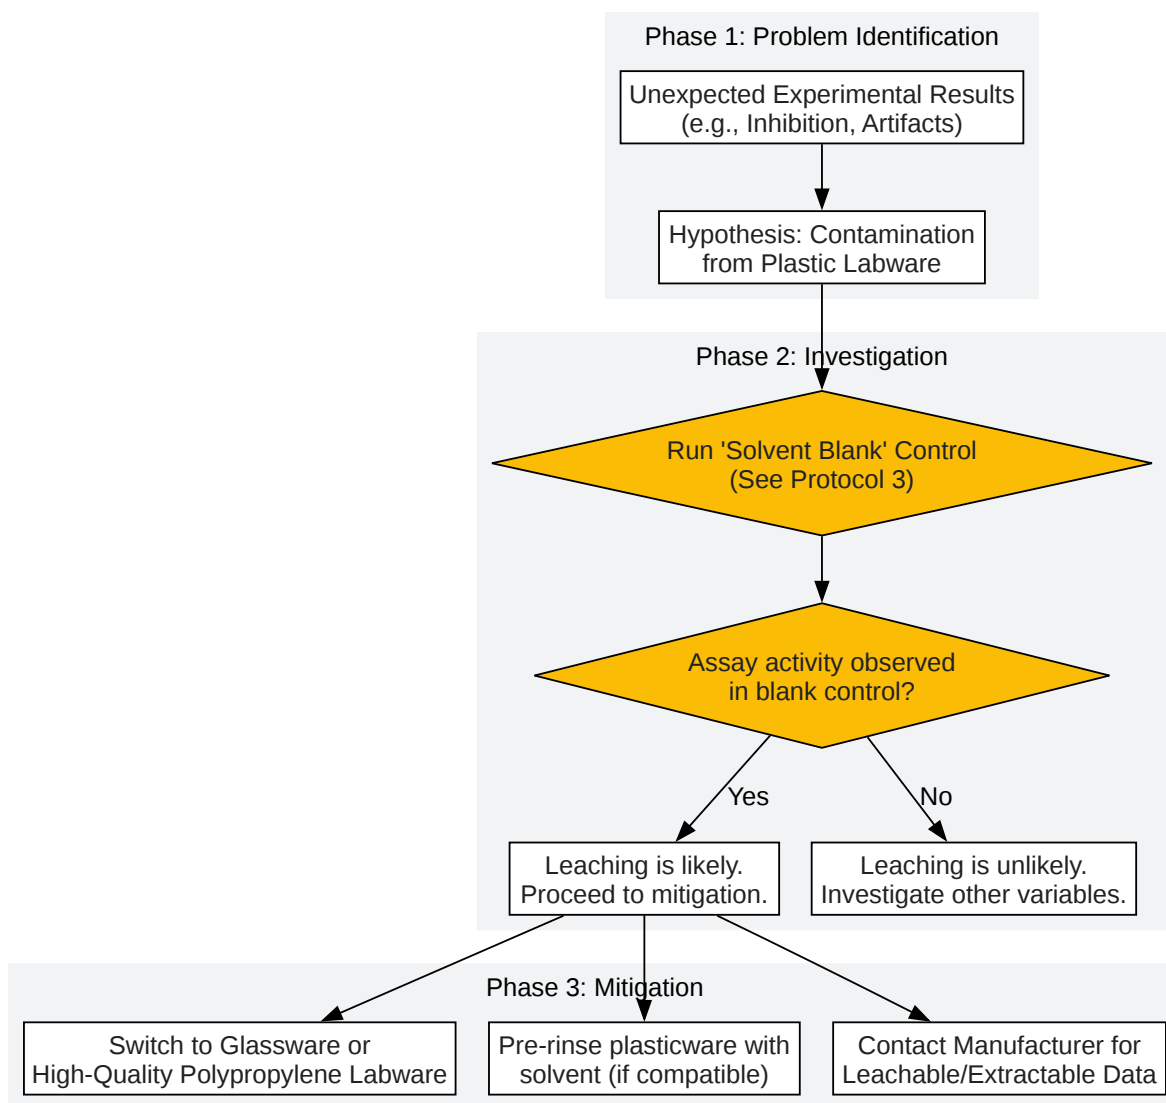 Phase 1: Problem Identification
Unexpected Experimental Results
(e.g., Inhibition, Artifacts)
Hypothesis: Contamination
from Plastic Labware
Phase 2: Investigation
Run 'Solvent Blank' Control
(See Protocol 3)
Assay activity observed
in blank control?
Yes
No
Leaching is likely.
Proceed to mitigation.
Leaching is unlikely.
Investigate other variables.
Phase 3: Mitigation
Switch to Glassware or
High-Quality Polypropylene Labware
Pre-rinse plasticware with
solvent (if compatible)
Contact Manufacturer for
Leachable/Extractable Data